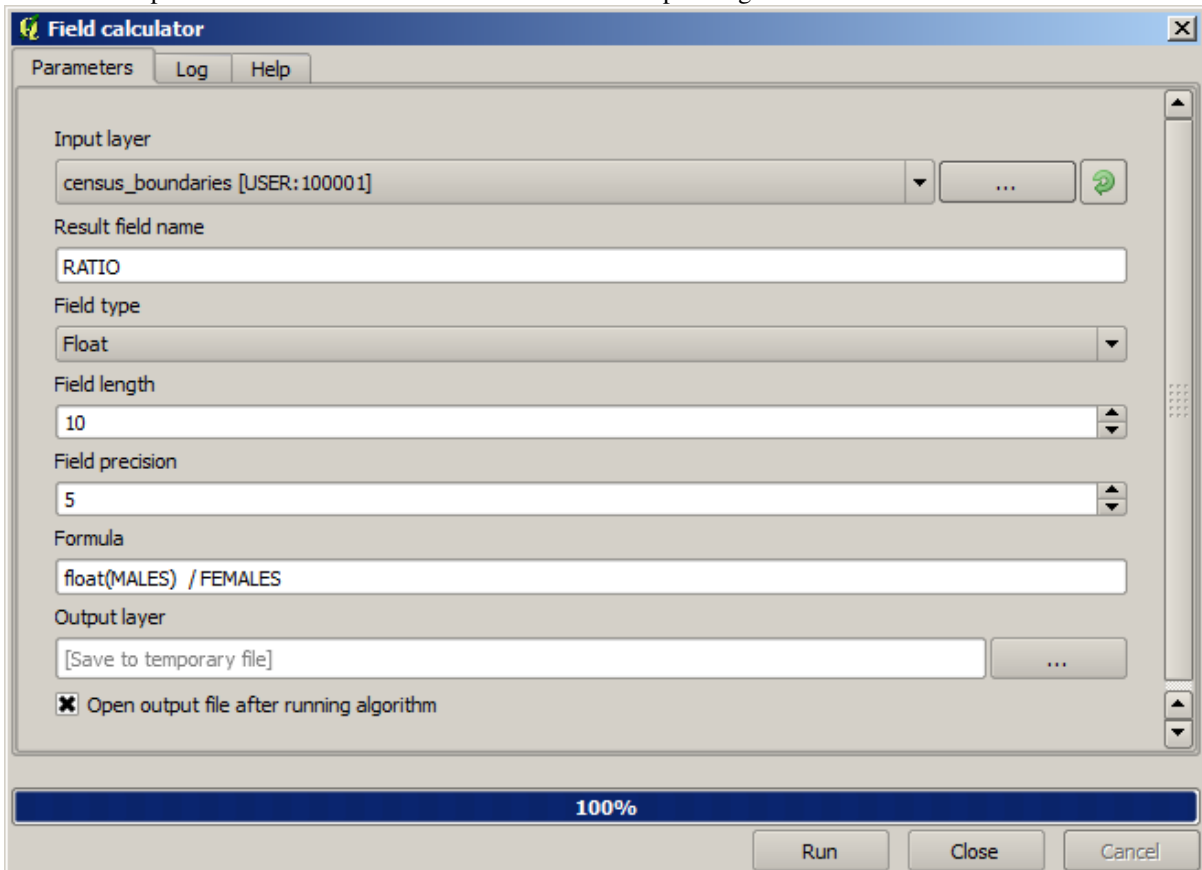 Field calculator
Parameters Log Help
Input layer
census_boundaries [USER:100001] ...
Result field name
RATIO
Field type
Float
Field length
10
Field precision
5
Formula
float(MALES) / FEMALES
Output layer
[Save to temporary file] ...
Open output file after running algorithm
100%
Run Close Cancel